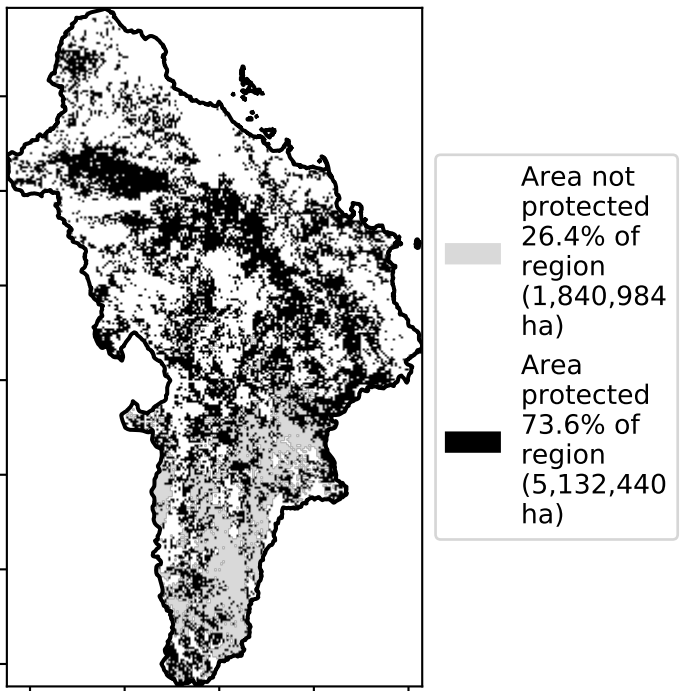 Area not
protected
26.4% of
region
(1,840,984
ha)
Area
protected
73.6% of
region
(5,132,440
ha)